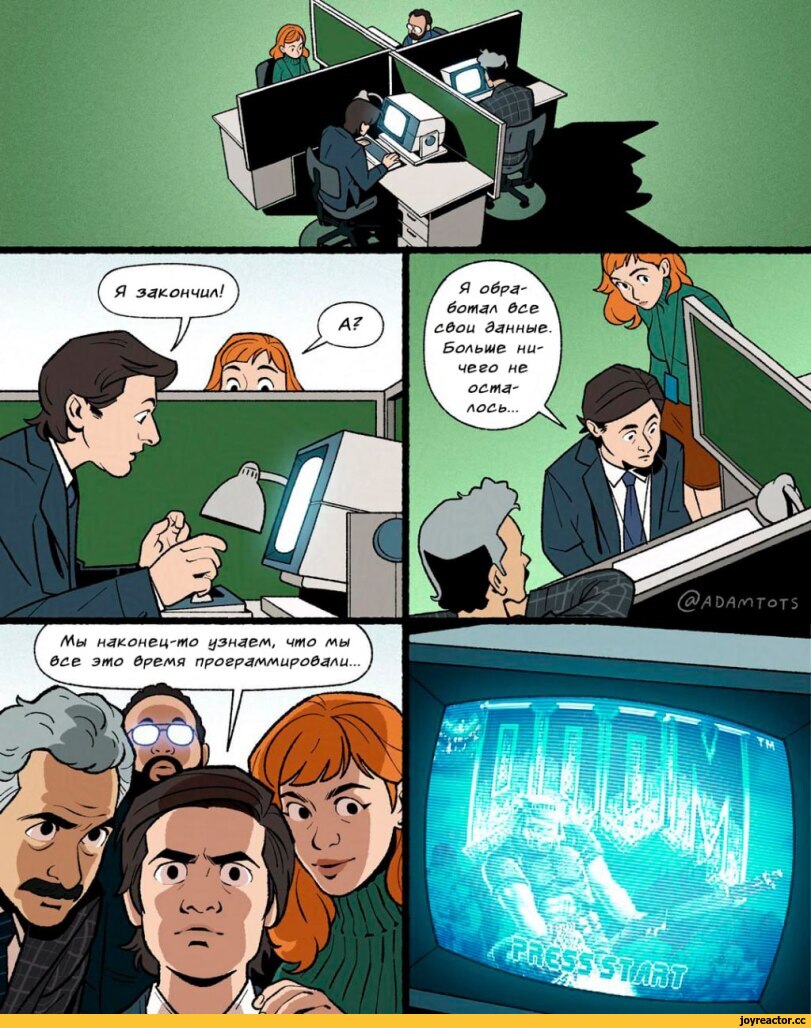 Я закончил!
А?
Я обра-
ботал все
свои данные.
Больше ни-
чего не
оста-
лось...
@ADAMTOTS
Мы наконец-то узнаем, что мы
все это время программировали...
DOOM TM
PRESS START
joyreactor.cc